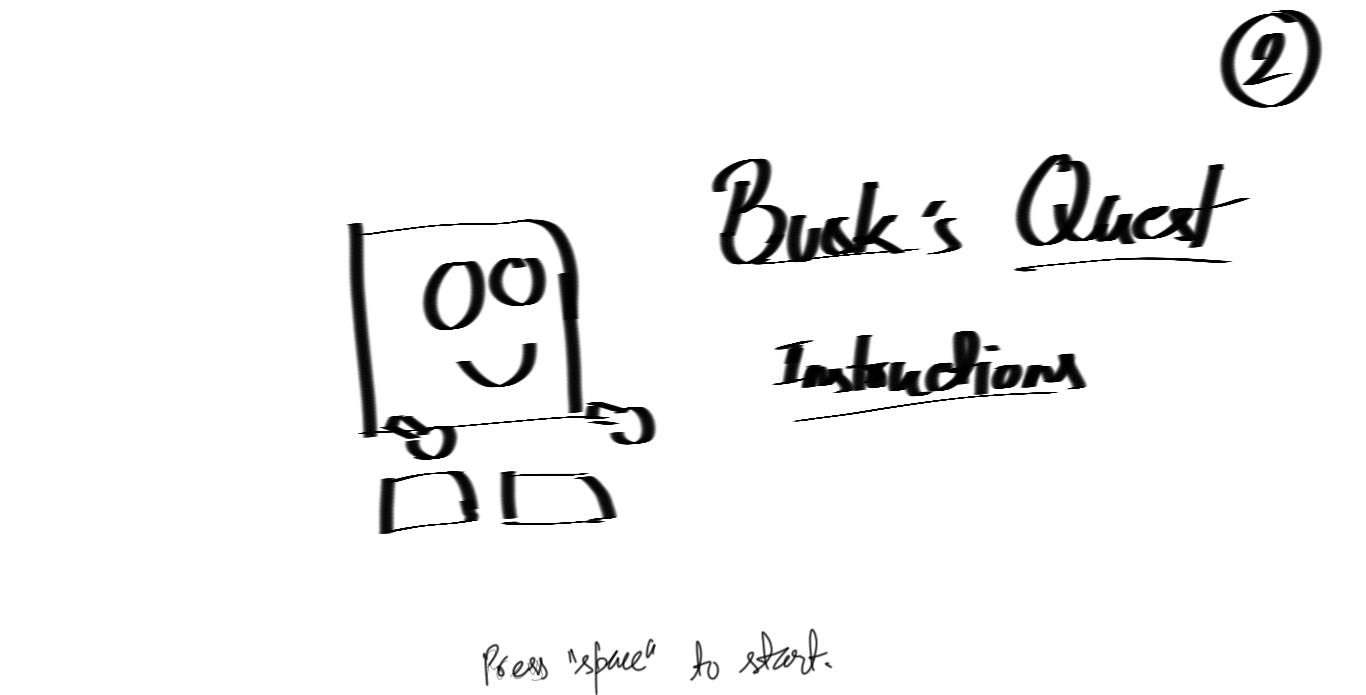 2
Busk's Quest
Instructions
Press "space" to start.